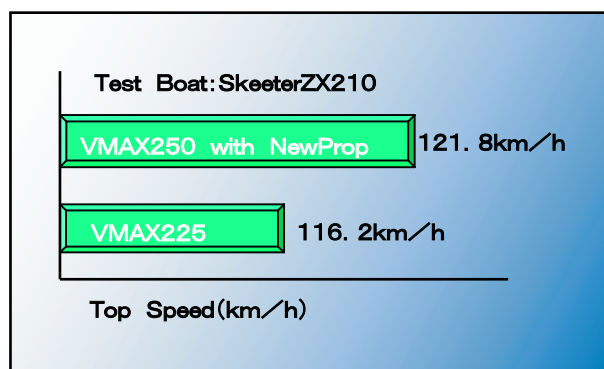 Test Boat:SkeeterZX210
VMAX250 with NewProp 121.8km/h
VMAX225 116.2km/h
Top Speed(km/h)